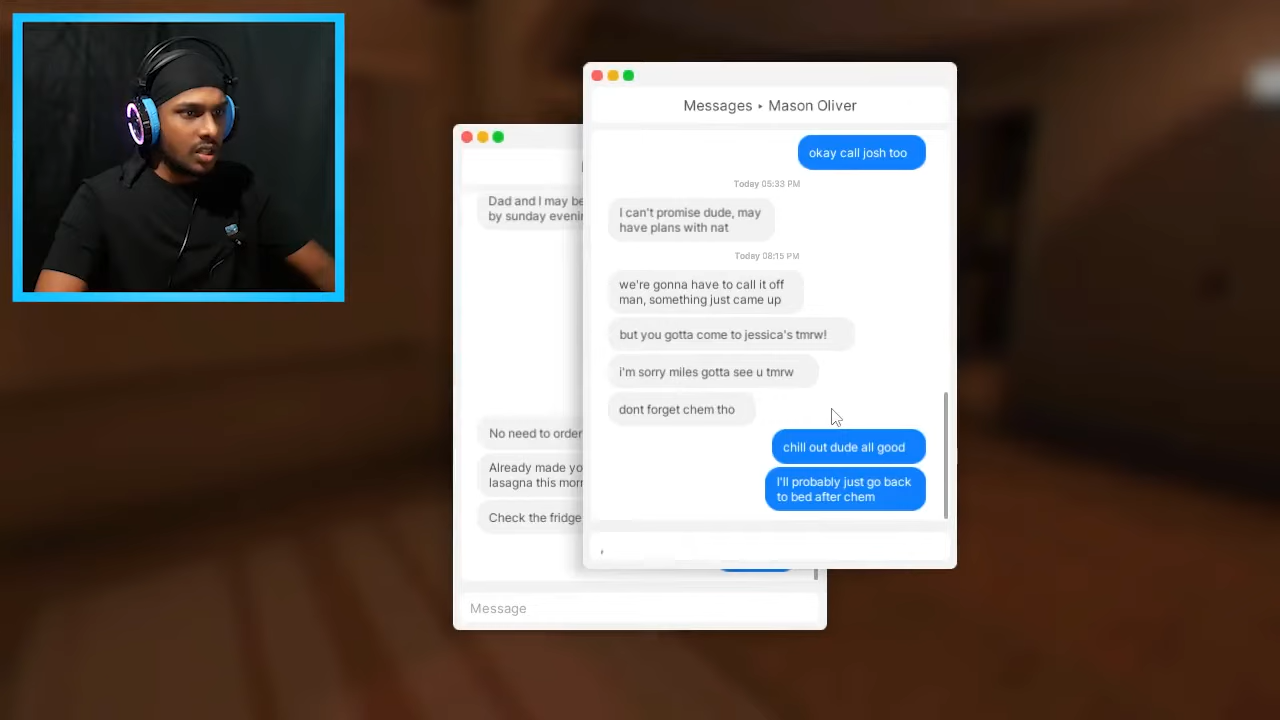 Messages ▸ Mason Oliver
okay call josh too
Today 05:33 PM
I can't promise dude, may
have plans with nat
Today 08:15 PM
we're gonna have to call it off
man, something just came up
but you gotta come to jessica's tmrw!
i'm sorry miles gotta see u tmrw
dont forget chem tho
chill out dude all good
I'll probably just go back
to bed after chem
Dad and I may be
by sunday
No need to order
Already made
lasagna this
Check the fridge
Message